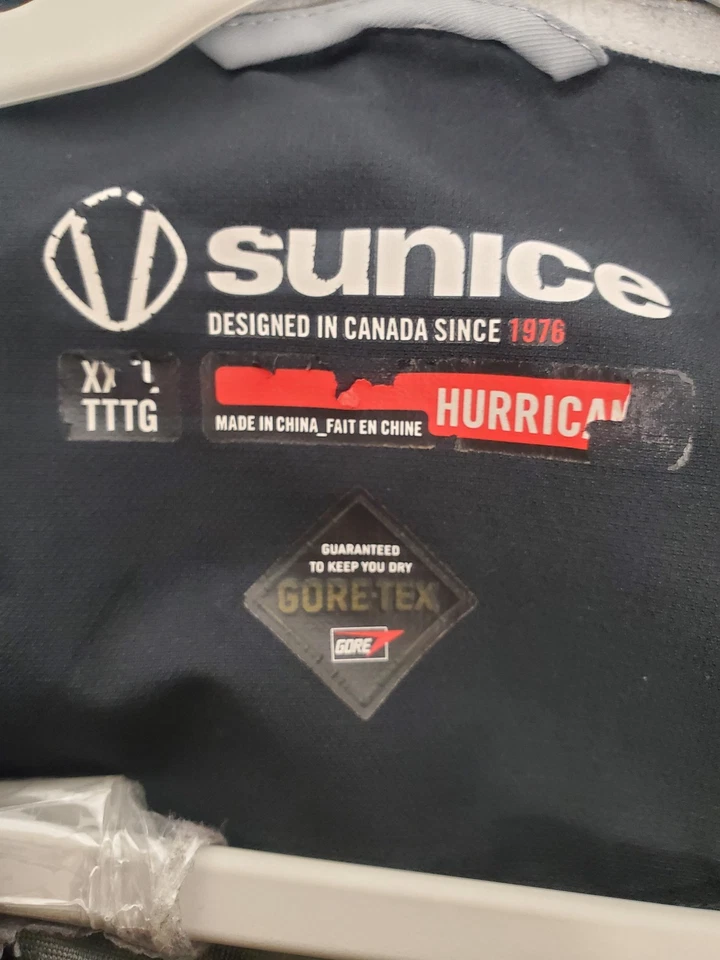 sunice
DESIGNED IN CANADA SINCE 1976
TTTG
MADE IN CHINA_FAIT EN CHINE
GUARANTEED
TO KEEP YOU DRY
GORE-TEX
GORE